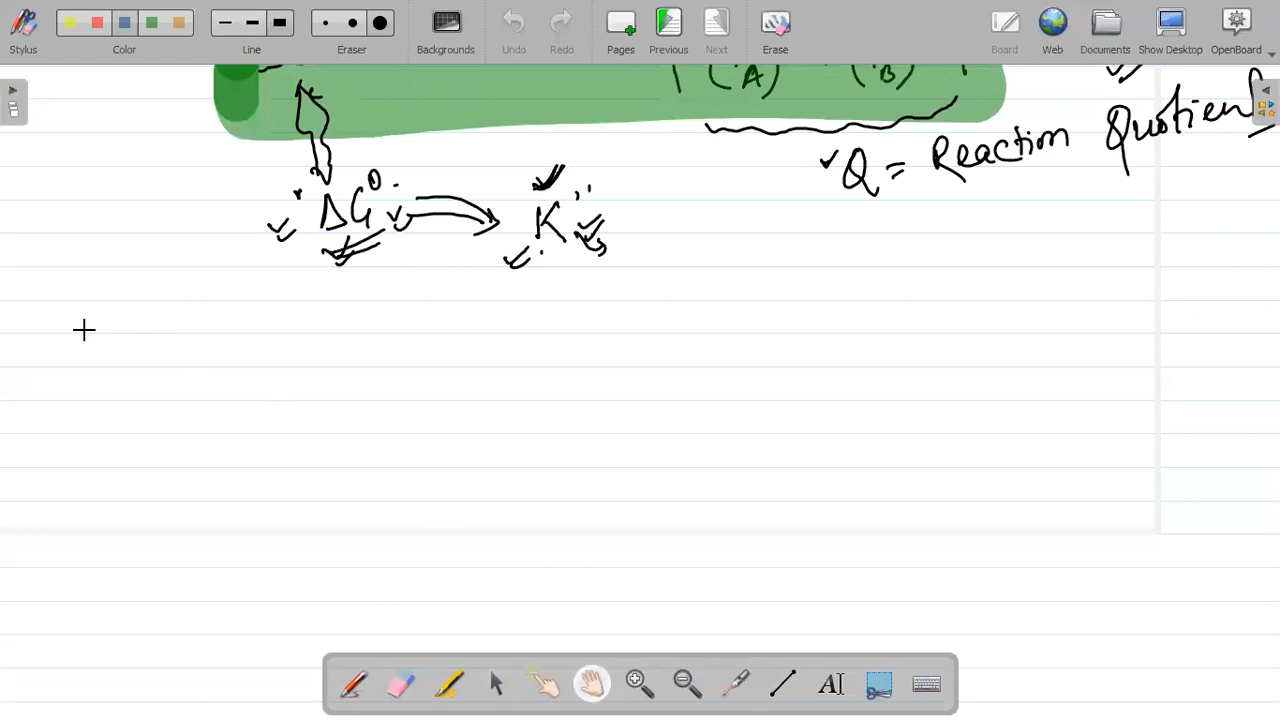 Stylus Color Line Eraser Backgrounds Undo Redo Pages Previous Next Erase Board Web Documents Show Desktop OpenBoard
(A) (B)
Q = Reaction Quotient
ΔG⁰ K